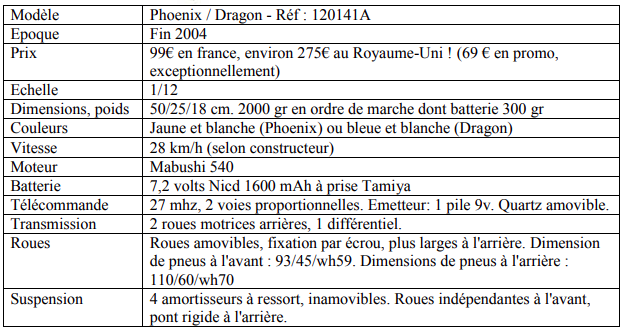 Modèle Phoenix / Dragon - Réf : 120141A
Epoque Fin 2004
Prix 99€ en france, environ 275€ au Royaume-Uni ! (69 € en promo,
exceptionnellement)
Echelle 1/12
Dimensions, poids 50/25/18 cm. 2000 gr en ordre de marche dont batterie 300 gr
Couleurs Jaune et blanche (Phoenix) ou bleue et blanche (Dragon)
Vitesse 28 km/h (selon constructeur)
Moteur Mabushi 540
Batterie 7,2 volts Nicd 1600 mAh à prise Tamiya
Télécommande 27 mhz, 2 voies proportionnelles. Emetteur: 1 pile 9v. Quartz amovible.
Transmission 2 roues motrices arrières, 1 différentiel.
Roues Roues amovibles, fixation par écrou, plus larges à l'arrière. Dimension
de pneus à l'avant : 93/45/wh59. Dimensions de pneus à l'arrière :
110/60/wh70
Suspension 4 amortisseurs à ressort, inamovibles. Roues indépendantes à l'avant,
pont rigide à l'arrière.